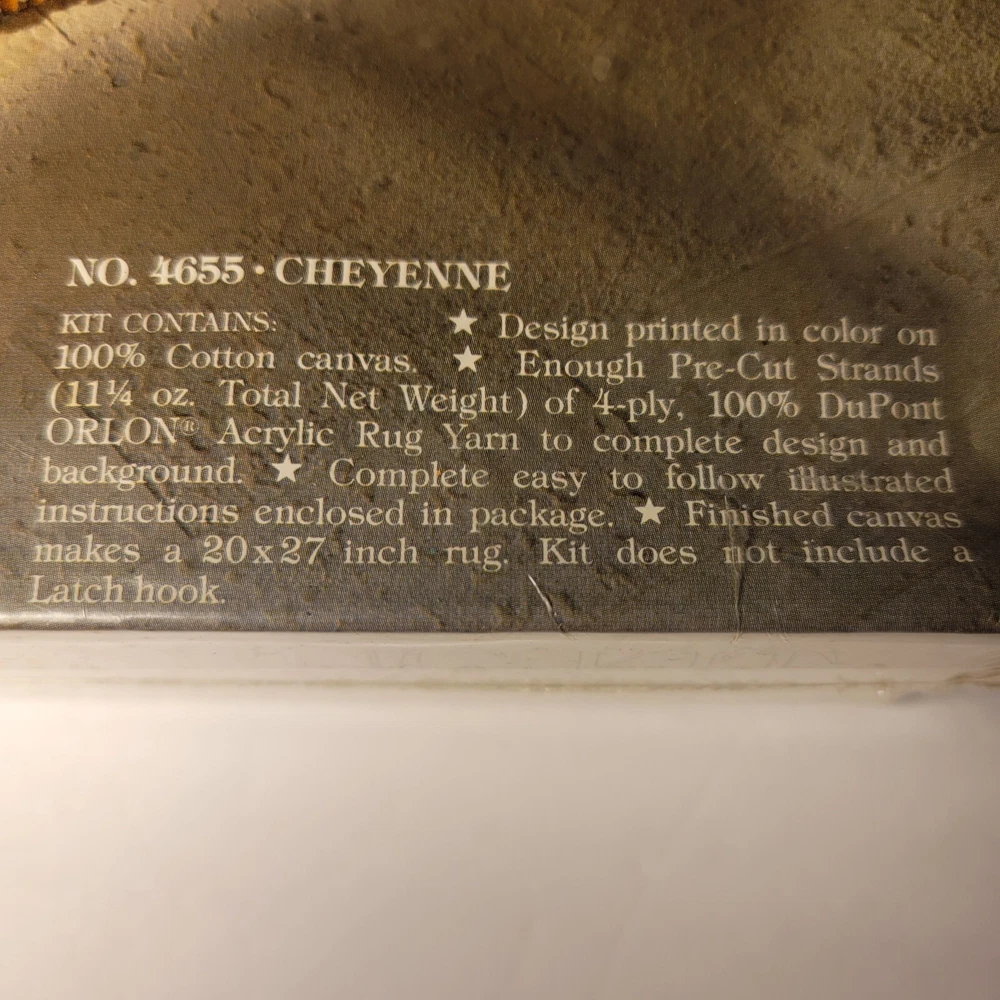 NO. 4655 · CHEYENNE
KIT CONTAINS: ★ Design printed in color on
100% Cotton canvas. ★ Enough Pre-Cut Strands
(11¼ oz. Total Net Weight) of 4-ply, 100% DuPont
ORLON® Acrylic Rug Yarn to complete design and
background. ★ Complete easy to follow illustrated
instructions enclosed in package. ★ Finished canvas
makes a 20x27 inch rug. Kit does not include a
Latch hook.